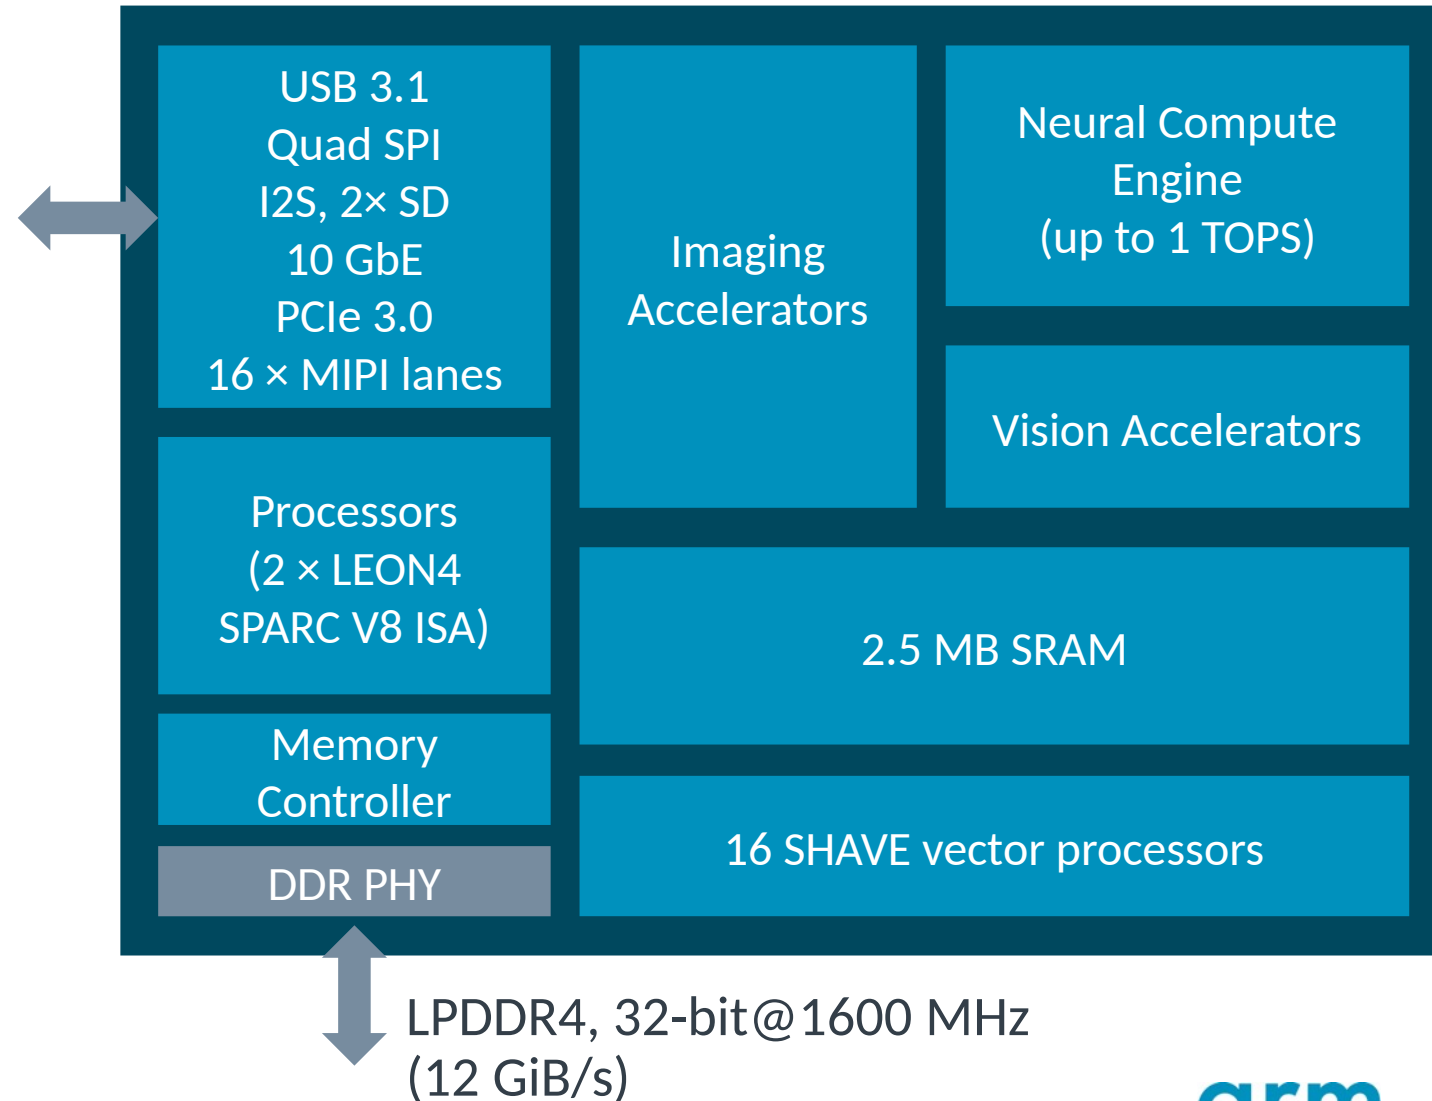 USB 3.1
Quad SPI
I2S, 2× SD
10 GbE
PCIe 3.0
16 × MIPI lanes
Processors
(2 × LEON4
SPARC V8 ISA)
Memory
Controller
DDR PHY
Imaging
Accelerators
Neural Compute
Engine
(up to 1 TOPS)
Vision Accelerators
2.5 MB SRAM
16 SHAVE vector processors
LPDDR4, 32-bit@1600 MHz
(12 GiB/s)
arm